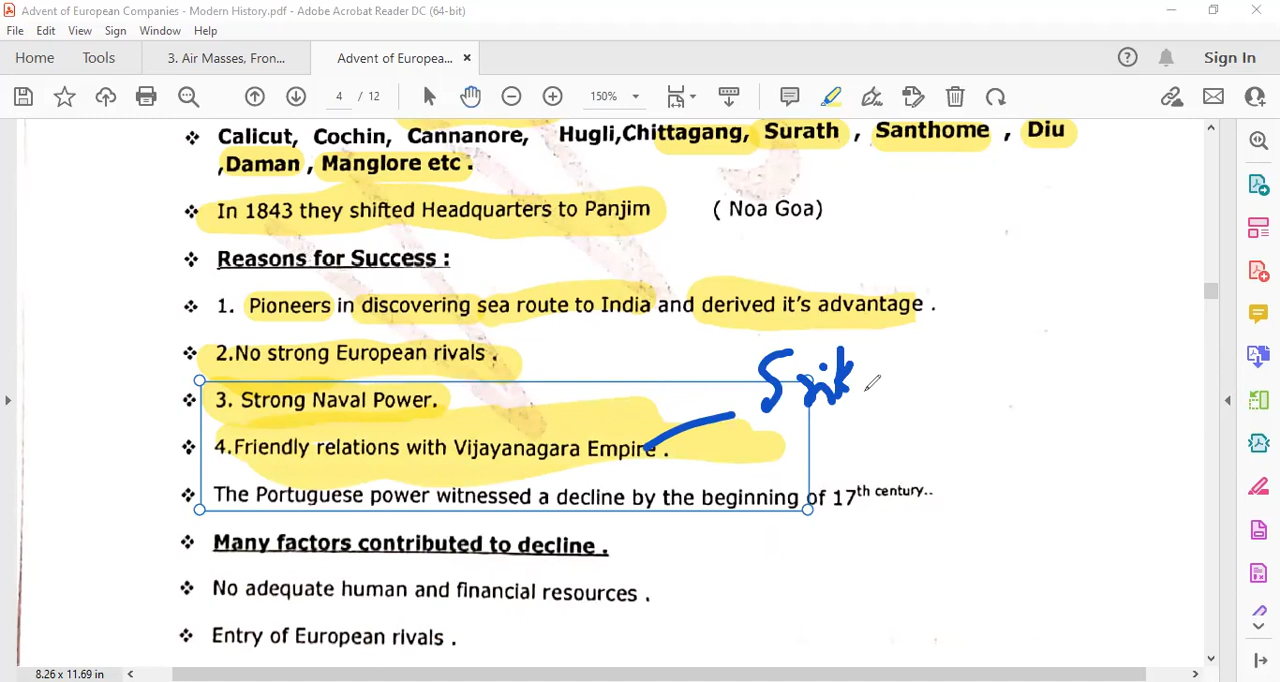 Advent of European Companies - Modern History.pdf - Adobe Acrobat Reader DC (64-bit)
File Edit View Sign Window Help
Home Tools 3. Air Masses, Fron... Advent of Europea... × Sign In
4 / 12 150%
Calicut, Cochin, Cannanore, Hugli,Chittagang, Surath , Santhome , Diu
,Daman , Manglore etc .
In 1843 they shifted Headquarters to Panjim ( Noa Goa)
Reasons for Success :
1. Pioneers in discovering sea route to India and derived it's advantage .
2.No strong European rivals .
Srik
3. Strong Naval Power.
4.Friendly relations with Vijayanagara Empire .
The Portuguese power witnessed a decline by the beginning of 17th century..
Many factors contributed to decline .
No adequate human and financial resources .
Entry of European rivals .
8.26 x 11.69 in